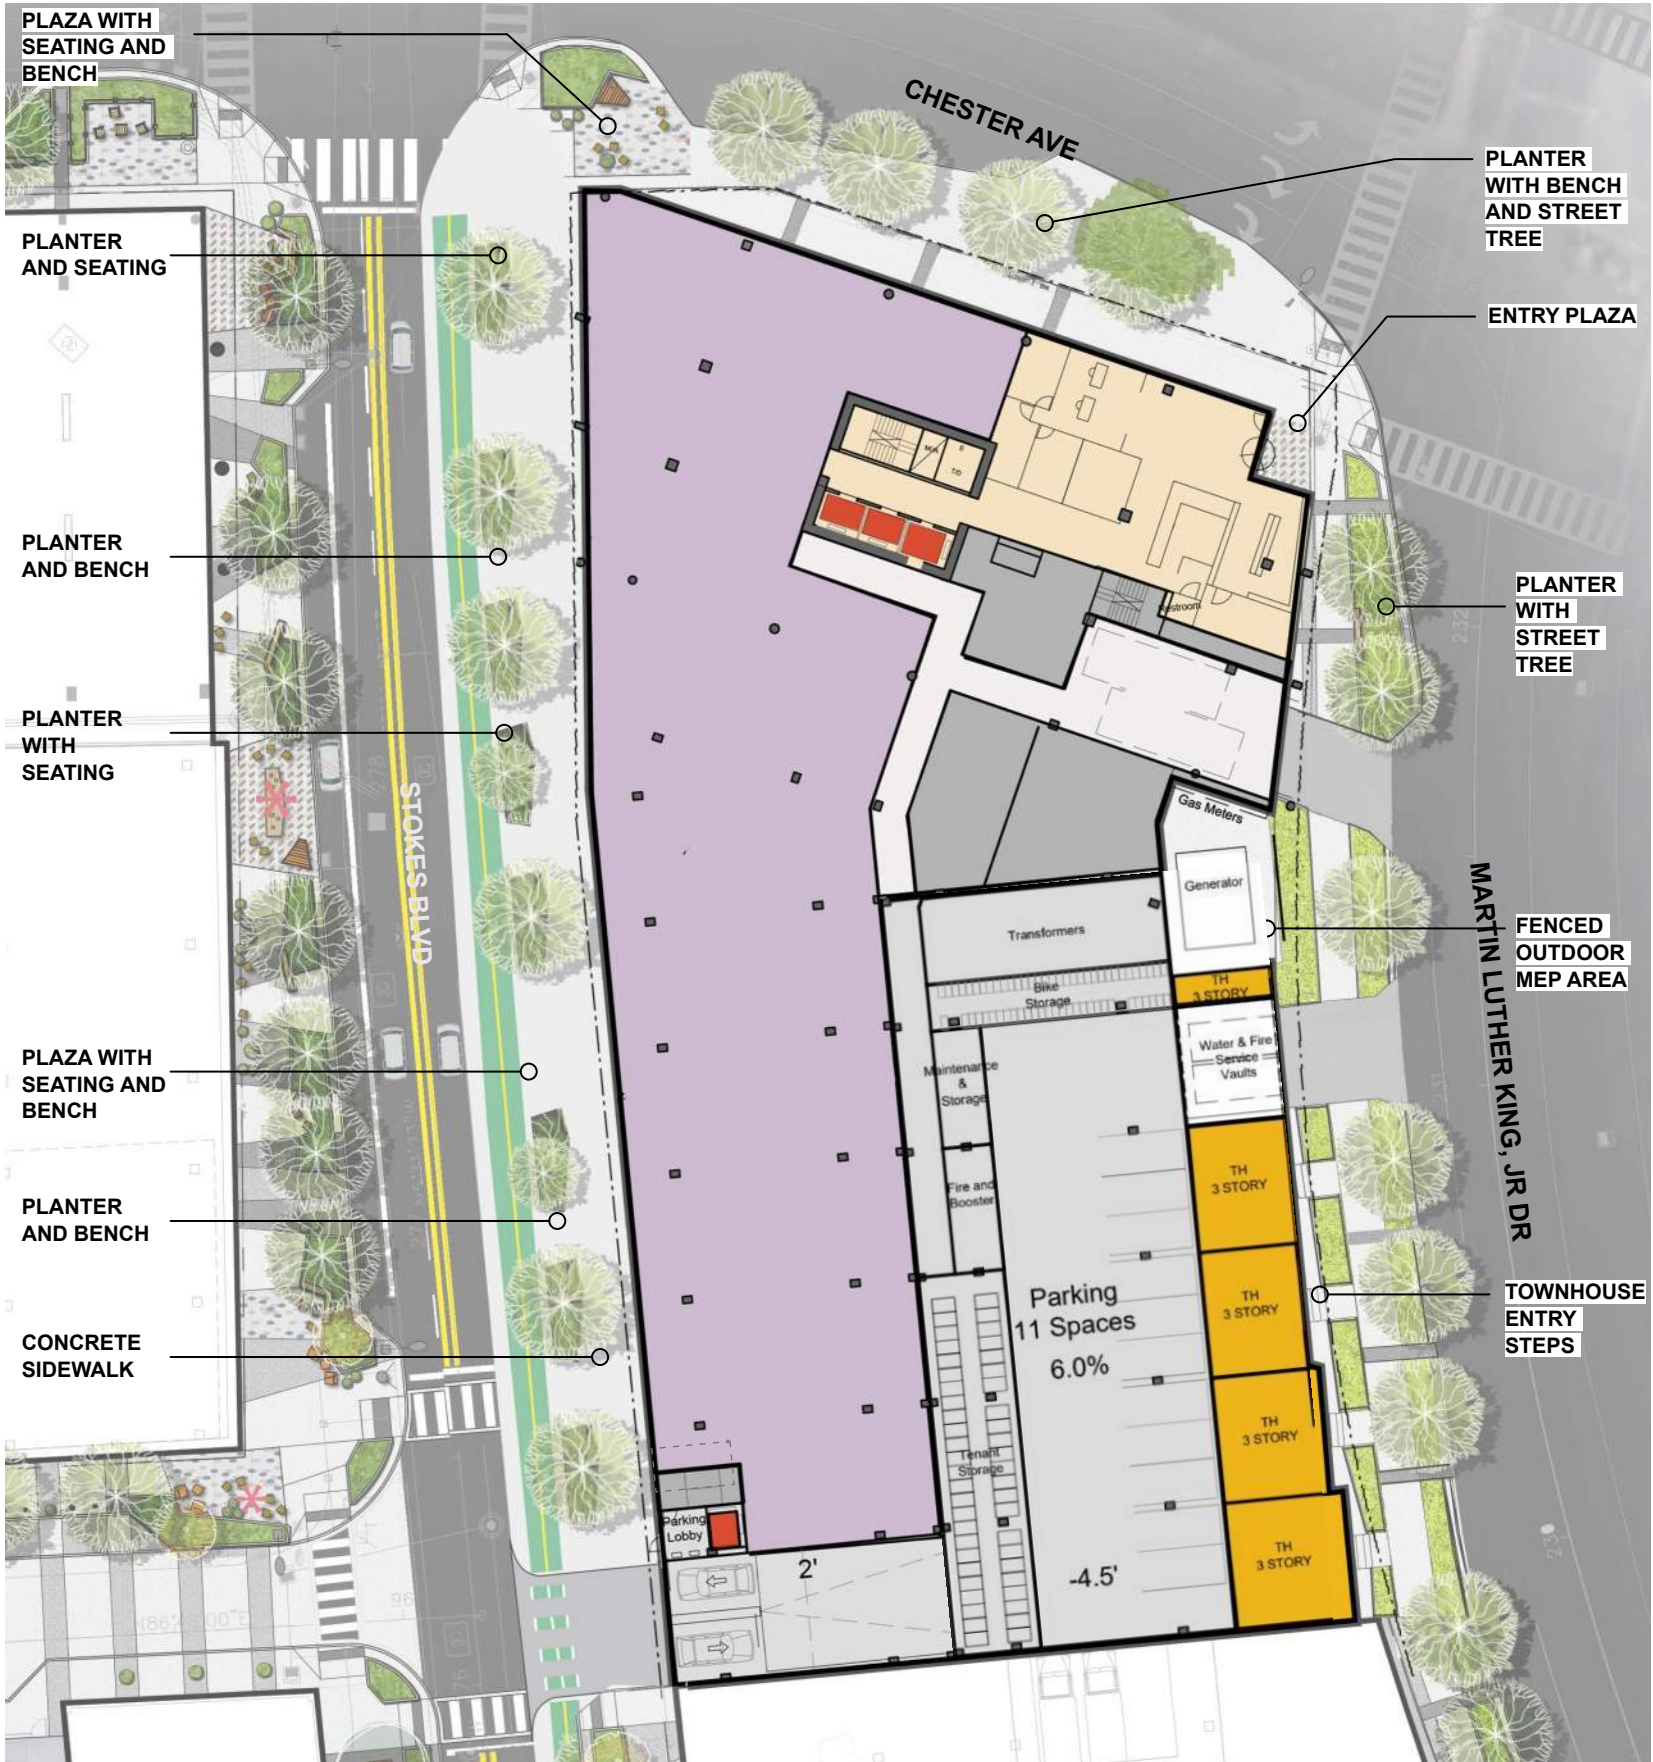 PLAZA WITH
SEATING AND
BENCH
CHESTER AVE
PLANTER
WITH BENCH
AND STREET
TREE
PLANTER
AND SEATING
ENTRY PLAZA
PLANTER
AND BENCH
PLANTER
WITH
STREET
TREE
Restroom
232
PLANTER
WITH
SEATING
STOKES BLVD
Gas Meters
Generator
MARTIN LUTHER KING, JR DR
FENCED
OUTDOOR
MEP AREA
Transformers
Bike
Storage
TH
3 STORY
Water & Fire
Service
Vaults
231
PLAZA WITH
SEATING AND
BENCH
Maintenance
&
Storage
TH
3 STORY
Fire and
Booster
PLANTER
AND BENCH
TH
3 STORY
Parking
11 Spaces
6.0%
TOWNHOUSE
ENTRY
STEPS
CONCRETE
SIDEWALK
TH
3 STORY
Tenant
Storage
Parking
Lobby
TH
3 STORY
2'
-4.5'
230